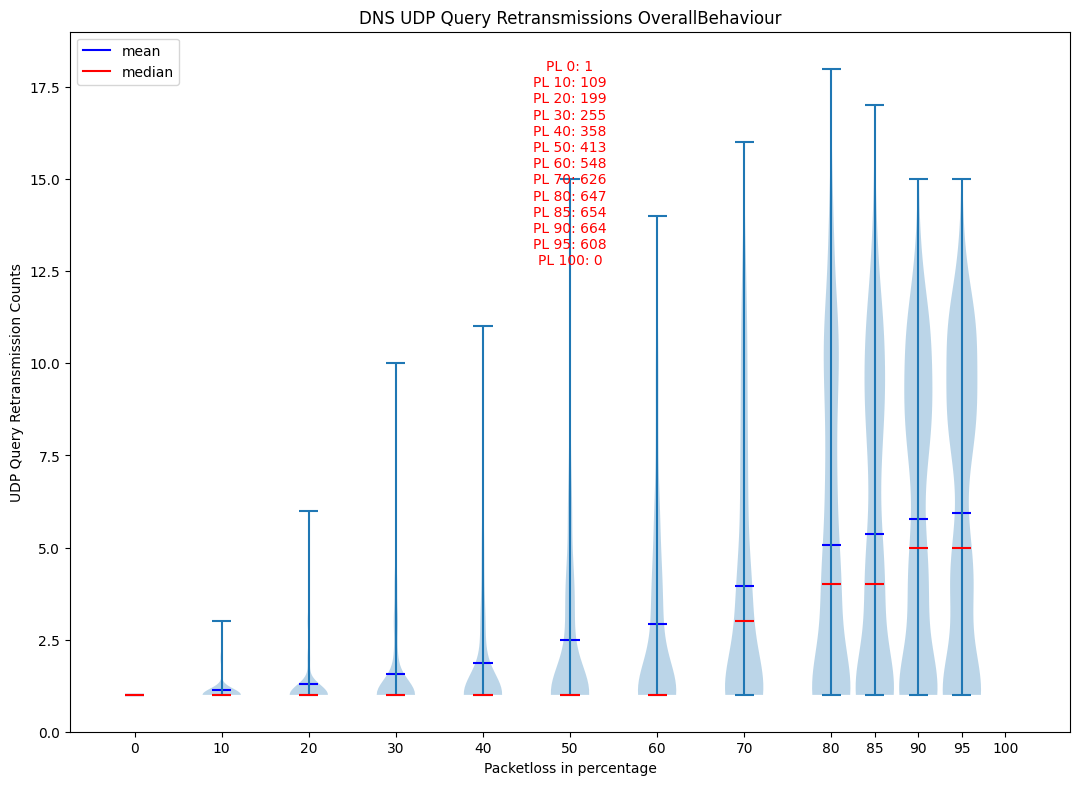 DNS UDP Query Retransmissions OverallBehaviour
mean
median
PL 0: 1
PL 10: 109
PL 20: 199
PL 30: 255
PL 40: 358
PL 50: 413
PL 60: 548
PL 70: 626
PL 80: 647
PL 85: 654
PL 90: 664
PL 95: 608
PL 100: 0
UDP Query Retransmission Counts
17.5
15.0
12.5
10.0
7.5
5.0
2.5
0.0
0 10 20 30 40 50 60 70 80 85 90 95 100
Packetloss in percentage